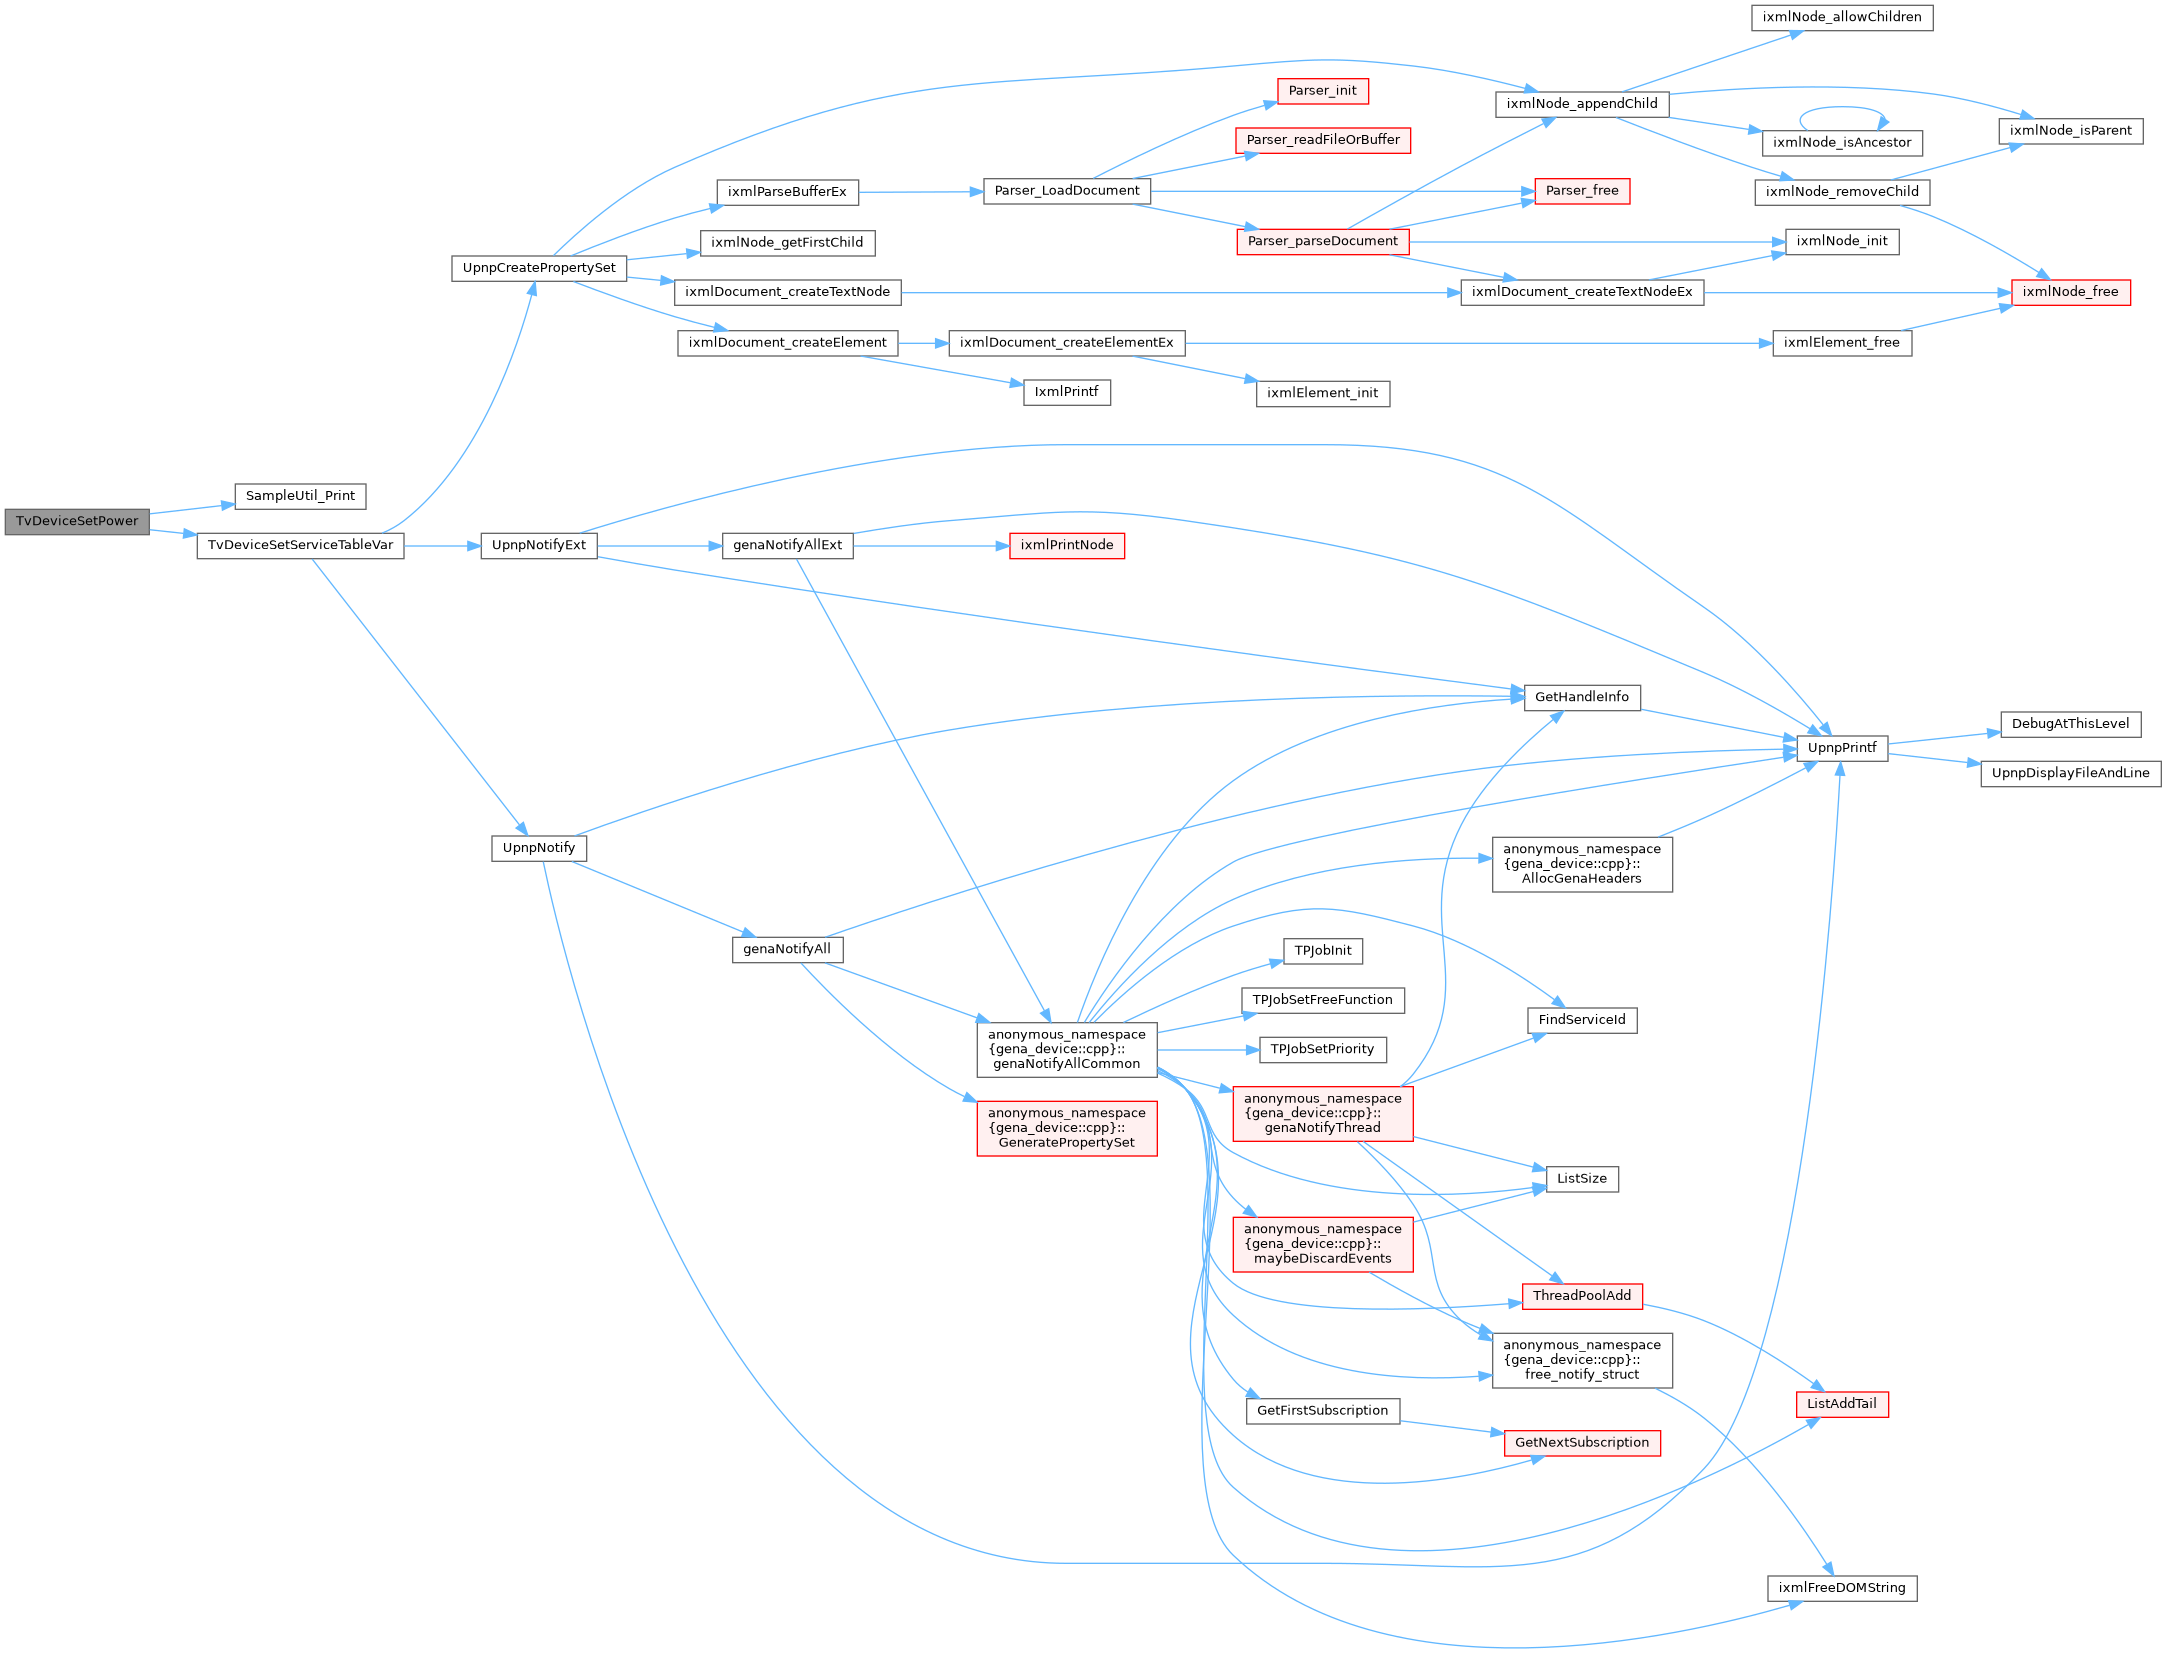 TvDeviceSetPower
SampleUtil_Print
TvDeviceSetServiceTableVar
UpnpCreatePropertySet
UpnpNotifyExt
UpnpNotify
ixmlParseBufferEx
ixmlNode_getFirstChild
ixmlDocument_createTextNode
ixmlDocument_createElement
genaNotifyAllExt
genaNotifyAll
Parser_LoadDocument
ixmlDocument_createElementEx
IxmlPrintf
ixmlPrintNode
anonymous_namespace
{gena_device::cpp}::
genaNotifyAllCommon
anonymous_namespace
{gena_device::cpp}::
GeneratePropertySet
Parser_init
Parser_readFileOrBuffer
Parser_parseDocument
ixmlElement_init
TPJobInit
TPJobSetFreeFunction
TPJobSetPriority
anonymous_namespace
{gena_device::cpp}::
genaNotifyThread
anonymous_namespace
{gena_device::cpp}::
maybeDiscardEvents
GetFirstSubscription
ixmlNode_appendChild
Parser_free
ixmlDocument_createTextNodeEx
GetHandleInfo
anonymous_namespace
{gena_device::cpp}::
AllocGenaHeaders
FindServiceId
ListSize
ThreadPoolAdd
anonymous_namespace
{gena_device::cpp}::
free_notify_struct
GetNextSubscription
ixmlNode_allowChildren
ixmlNode_isAncestor
ixmlNode_removeChild
ixmlNode_init
ixmlElement_free
UpnpPrintf
ListAddTail
ixmlFreeDOMString
ixmlNode_isParent
ixmlNode_free
DebugAtThisLevel
UpnpDisplayFileAndLine